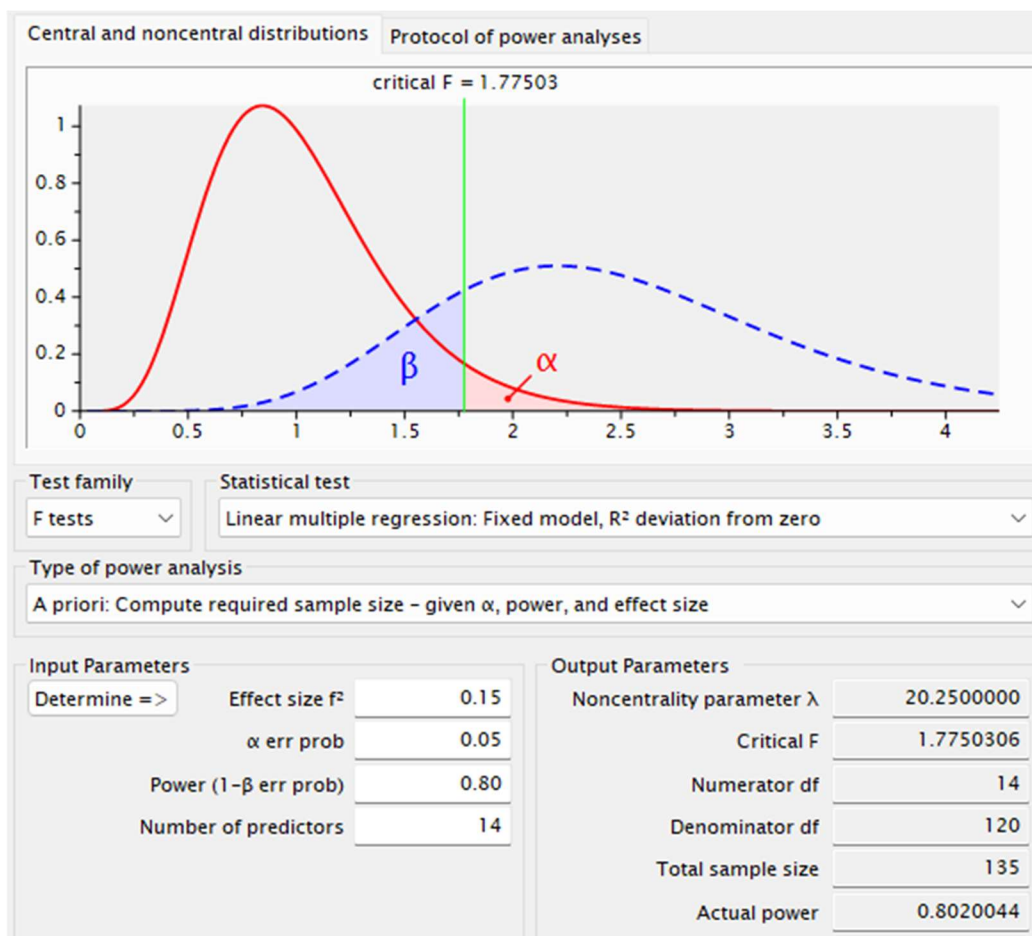 Central and noncentral distributions Protocol of power analyses
critical F = 1.77503
1
0.8
0.6
0.4
0.2
0
β
α
0 0.5 1 1.5 2 2.5 3 3.5 4
Test family Statistical test
F tests Linear multiple regression: Fixed model, R² deviation from zero
Type of power analysis
A priori: Compute required sample size – given α, power, and effect size
Input Parameters Output Parameters
Determine => Effect size f² 0.15 Noncentrality parameter λ 20.2500000
α err prob 0.05 Critical F 1.7750306
Power (1-β err prob) 0.80 Numerator df 14
Number of predictors 14 Denominator df 120
Total sample size 135
Actual power 0.8020044